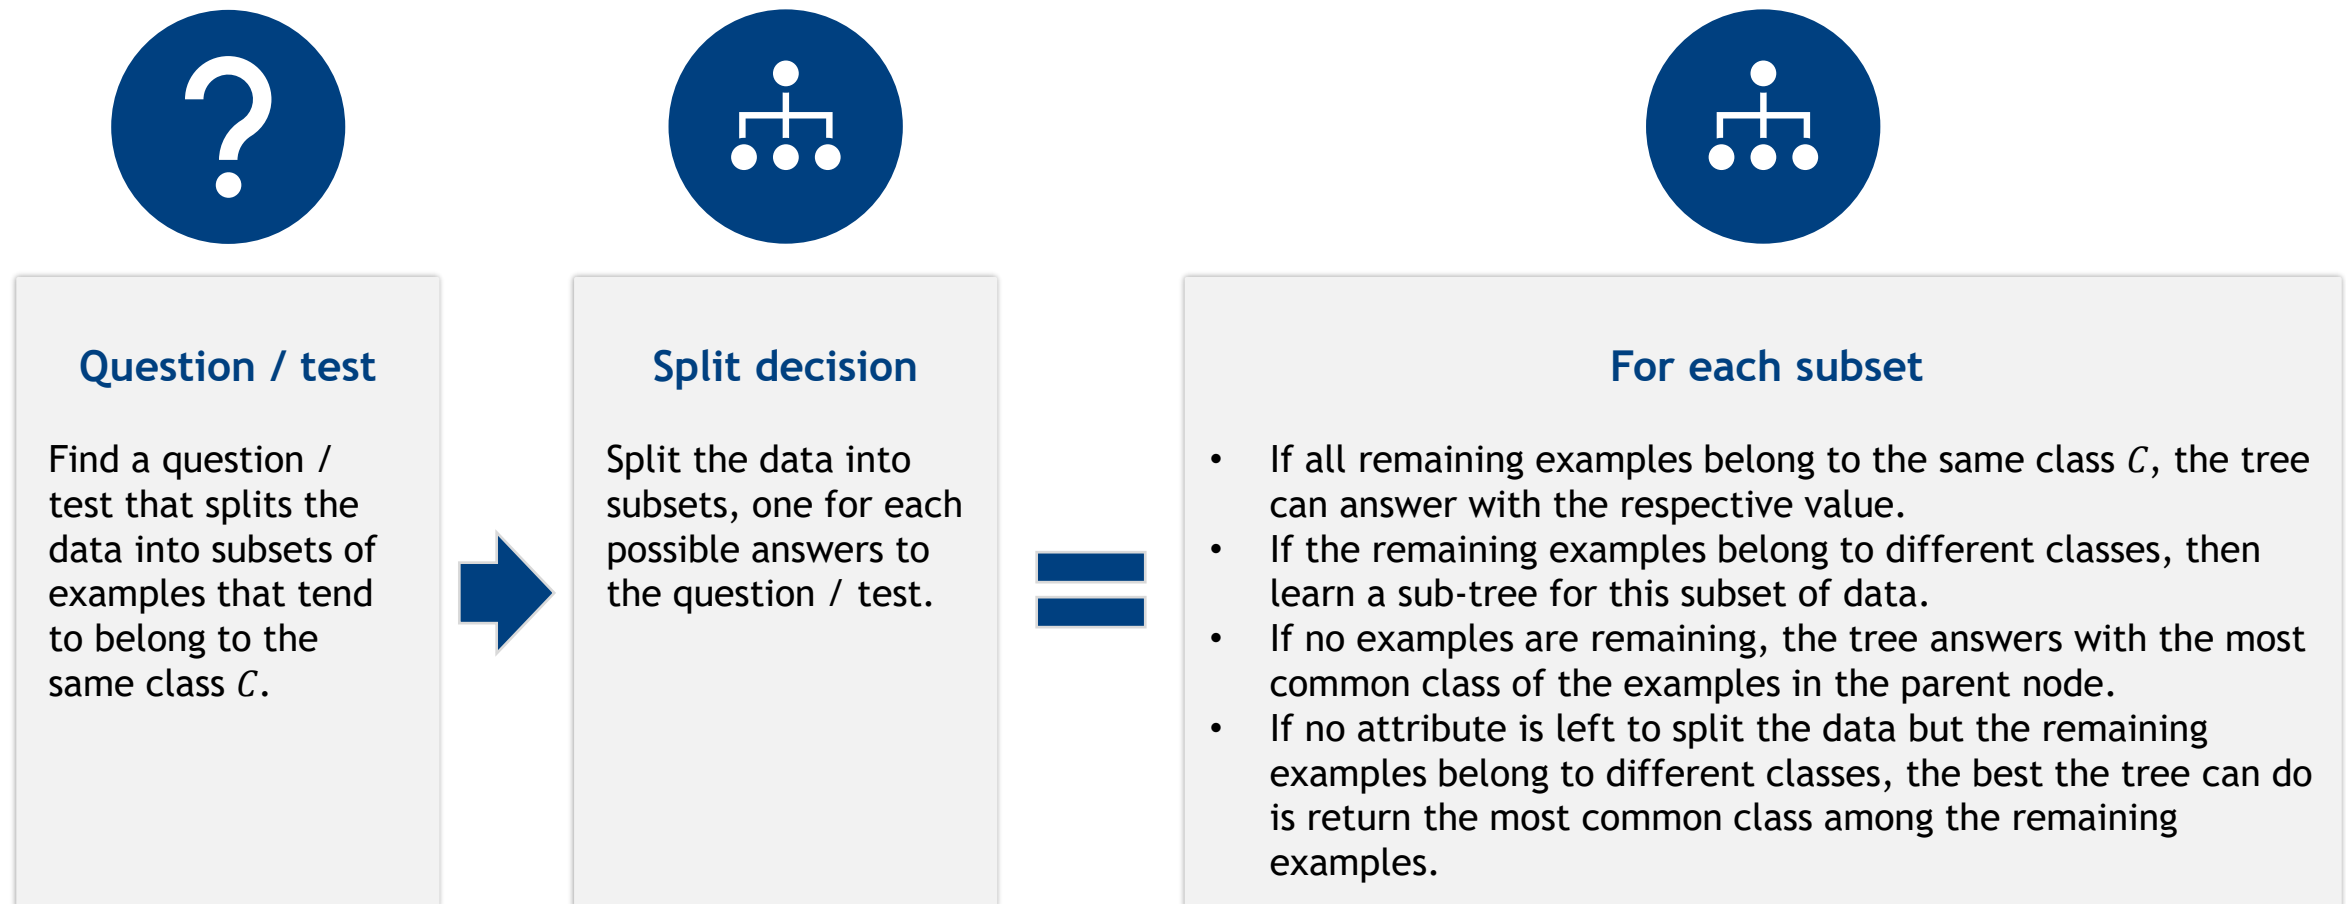 Question / test
Find a question /
test that splits the
data into subsets of
examples that tend
to belong to the
same class C.
Split decision
Split the data into
subsets, one for each
possible answers to
the question / test.
For each subset
• If all remaining examples belong to the same class C, the tree
can answer with the respective value.
• If the remaining examples belong to different classes, then
learn a sub-tree for this subset of data.
• If no examples are remaining, the tree answers with the most
common class of the examples in the parent node.
• If no attribute is left to split the data but the remaining
examples belong to different classes, the best the tree can do
is return the most common class among the remaining
examples.